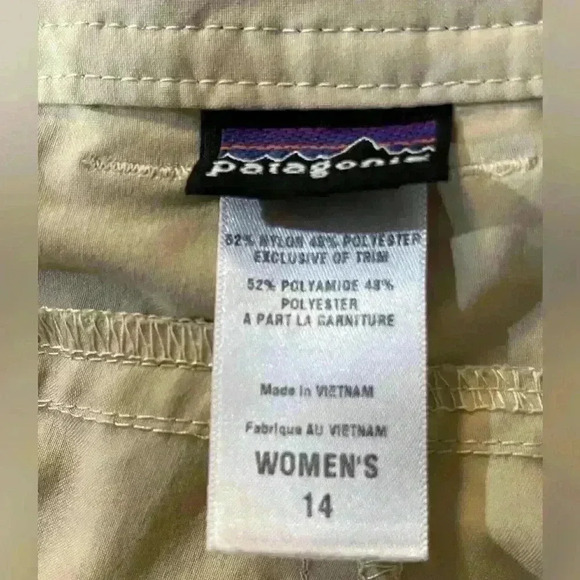 patagonia
52% NYLON 48% POLYESTER
EXCLUSIVE OF TRIM
52% POLYAMIDE 48%
POLYESTER
A PART LA GARNITURE
Made in VIETNAM
Fabrique AU VIETNAM
WOMEN'S
14